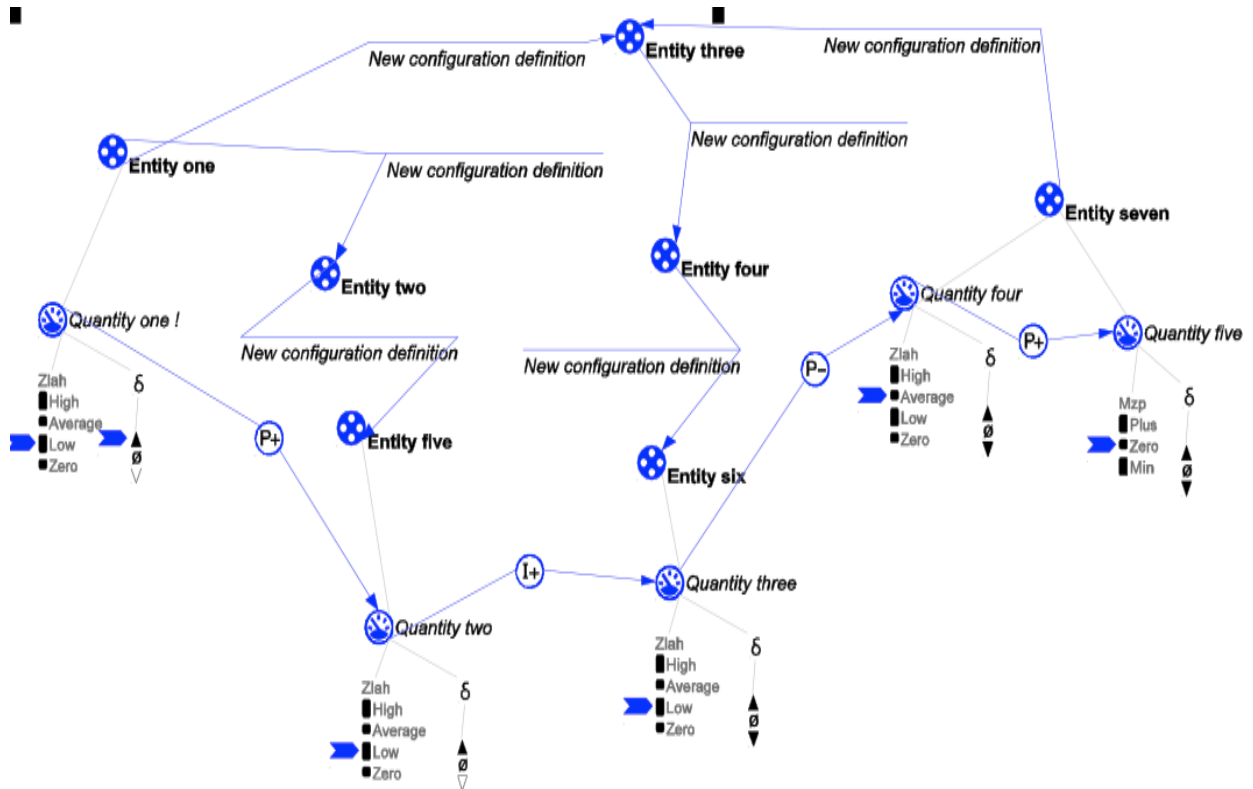 Entity three
New configuration definition
New configuration definition
New configuration definition
Entity one
New configuration definition
Entity seven
Entity two
Entity four
Quantity one !
Quantity four
P+
Quantity five
New configuration definition
New configuration definition
P-
Zlah
High
Average
Low
Zero
δ
ø
Zlah
High
Average
Low
Zero
δ
ø
Mzp
Plus
Zero
Min
δ
ø
P+
Entity five
Entity six
I+
Quantity three
Quantity two
Zlah
High
Average
Low
Zero
δ
ø
Zlah
High
Average
Low
Zero
δ
ø